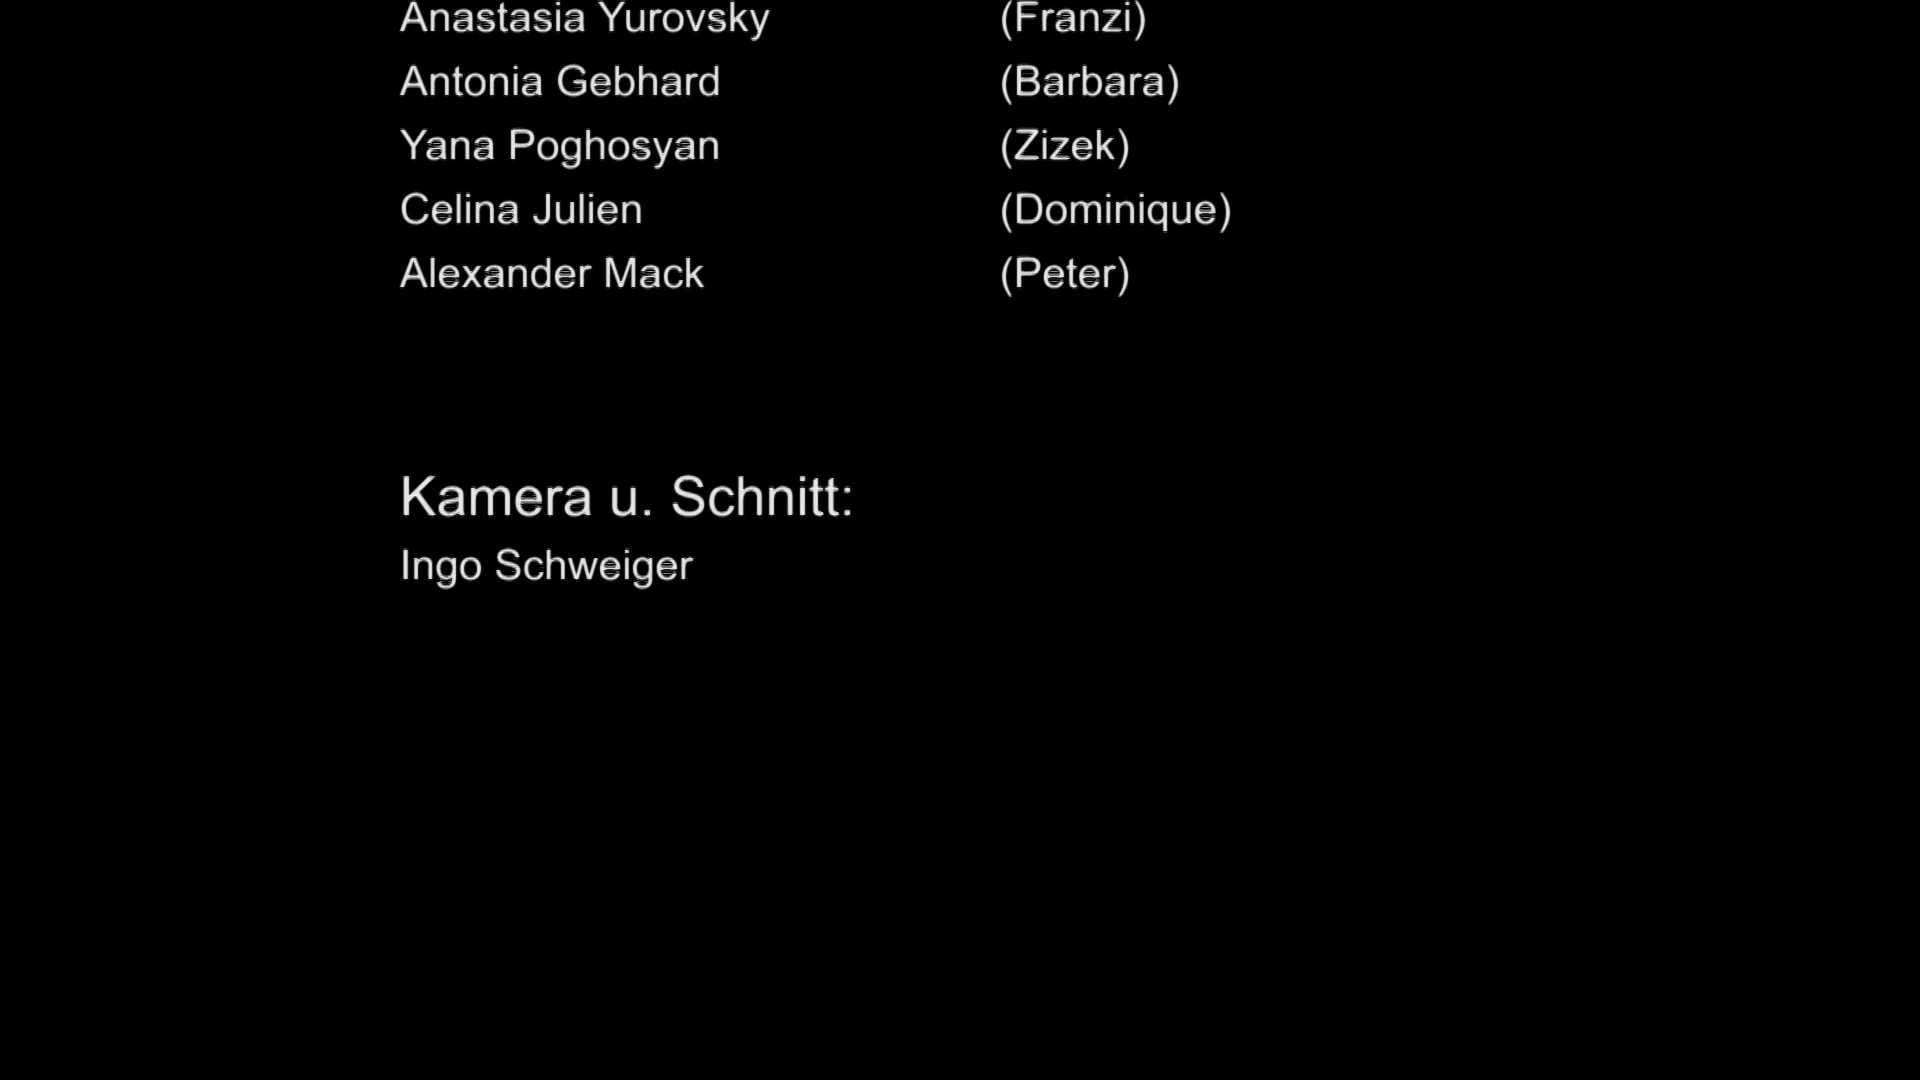 Anastasia Yurovsky (Franzi)
Antonia Gebhard (Barbara)
Yana Poghosyan (Zizek)
Celina Julien (Dominique)
Alexander Mack (Peter)
Kamera u. Schnitt:
Ingo Schweiger